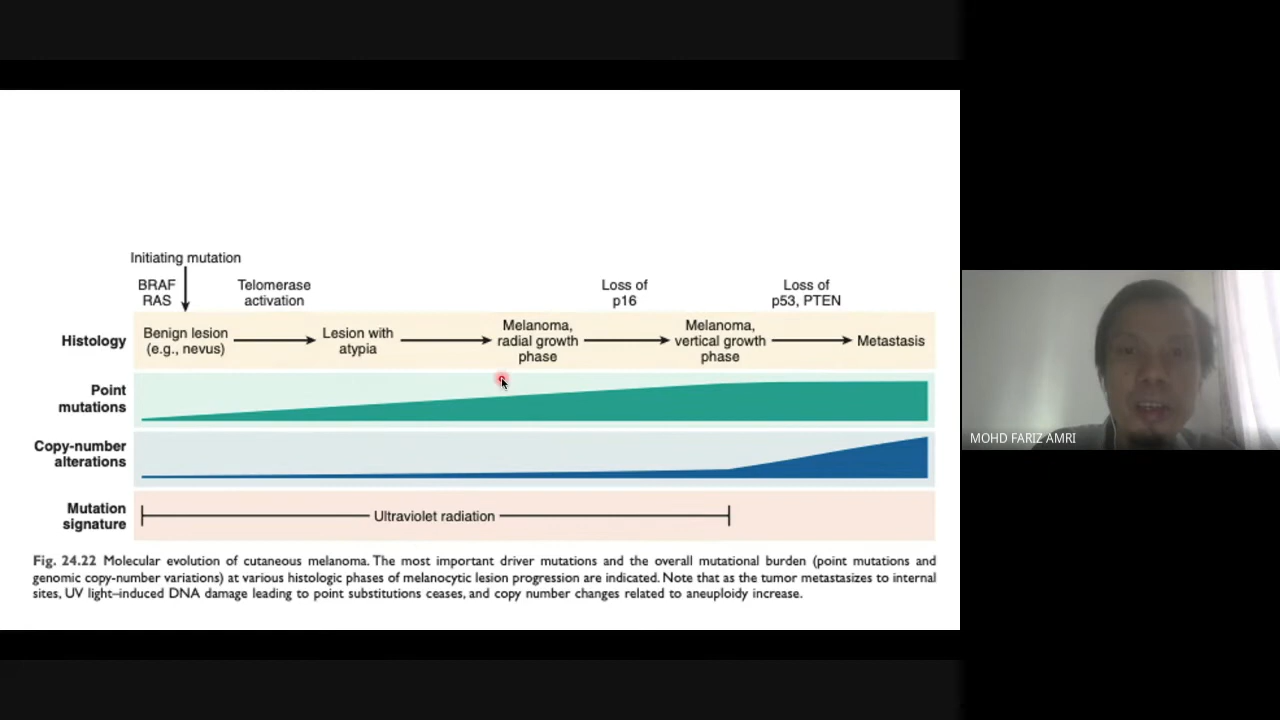 Initiating mutation
BRAF
RAS
Telomerase
activation
Loss of
p16
Loss of
p53, PTEN
Histology
Benign lesion
(e.g., nevus)
Lesion with
atypia
Melanoma,
radial growth
phase
Melanoma,
vertical growth
phase
Metastasis
Point
mutations
Copy-number
alterations
Mutation
signature
Ultraviolet radiation
Fig. 24.22 Molecular evolution of cutaneous melanoma. The most important driver mutations and the overall mutational burden (point mutations and
genomic copy-number variations) at various histologic phases of melanocytic lesion progression are indicated. Note that as the tumor metastasizes to internal
sites, UV light–induced DNA damage leading to point substitutions ceases, and copy number changes related to aneuploidy increase.
MOHD FARIZ AMRI